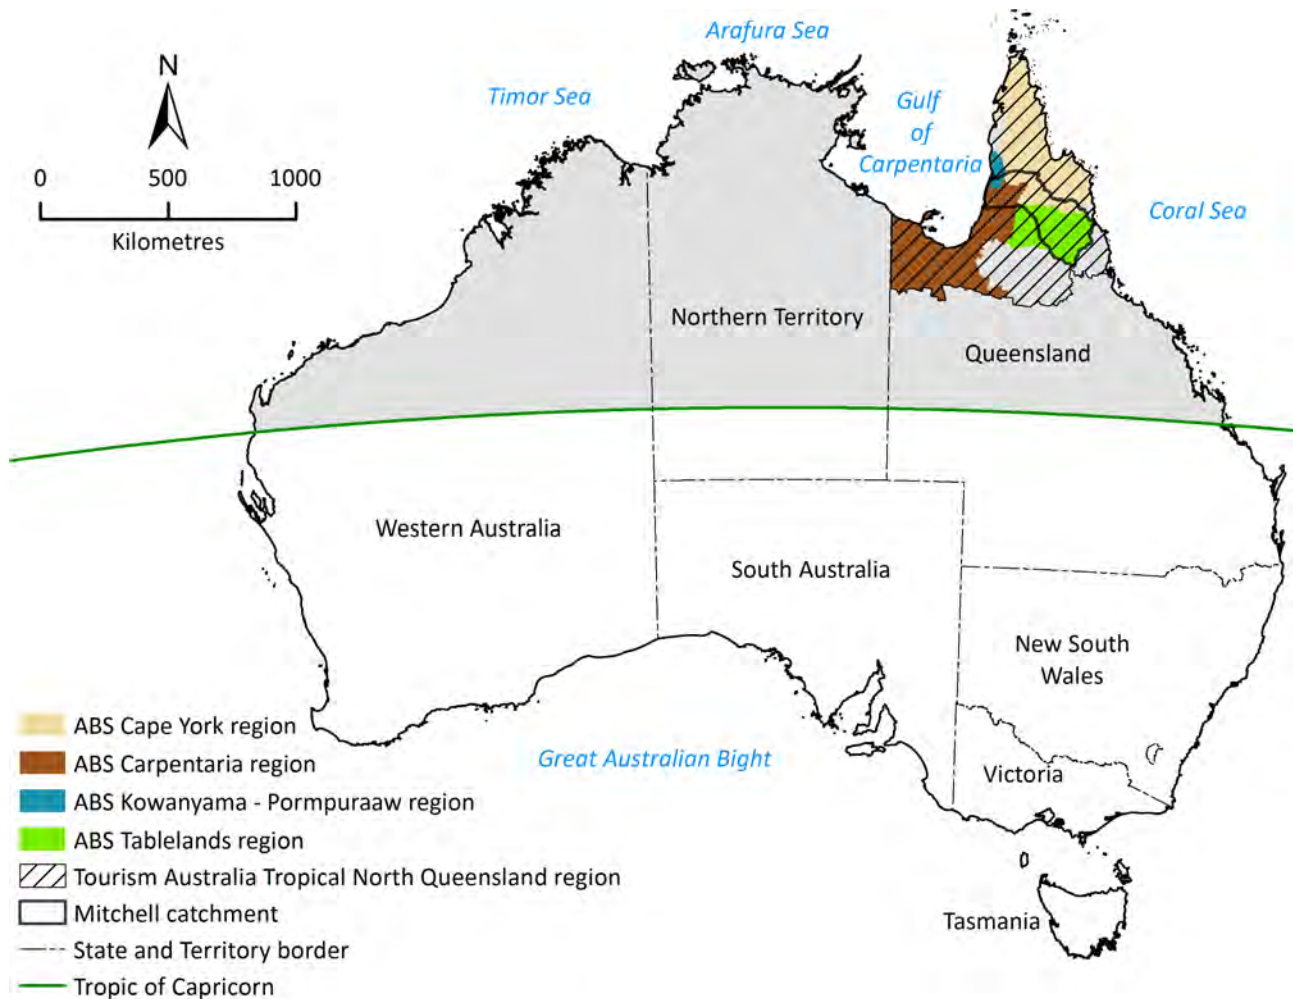 Arafura Sea
N
Timor Sea
Gulf
of
Carpentaria
0 500 1000
Kilometres
Coral Sea
Northern Territory
Queensland
Western Australia
South Australia
New South
Wales
ABS Cape York region
ABS Carpentaria region
Great Australian Bight
Victoria
ABS Kowanyama - Pormpuraaw region
ABS Tablelands region
Tourism Australia Tropical North Queensland region
Mitchell catchment
Tasmania
State and Territory border
Tropic of Capricorn